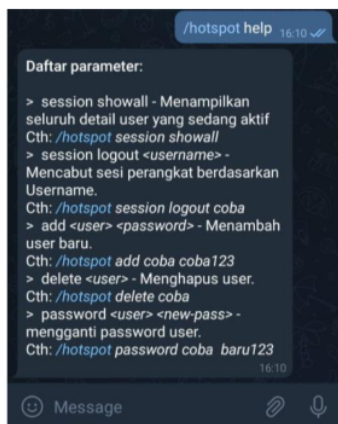 /hotspot help 16:10
Daftar parameter:
> session showall - Menampilkan
seluruh detail user yang sedang aktif
Cth: /hotspot session showall
> session logout <username> -
Mencabut sesi perangkat berdasarkan
Username.
Cth: /hotspot session logout coba
> add <user> <password> - Menambah
user baru.
Cth: /hotspot add coba coba123
> delete <user> - Menghapus user.
Cth: /hotspot delete coba
> password <user> <new-pass> -
mengganti password user.
Cth: /hotspot password coba baru123
16:10
Message